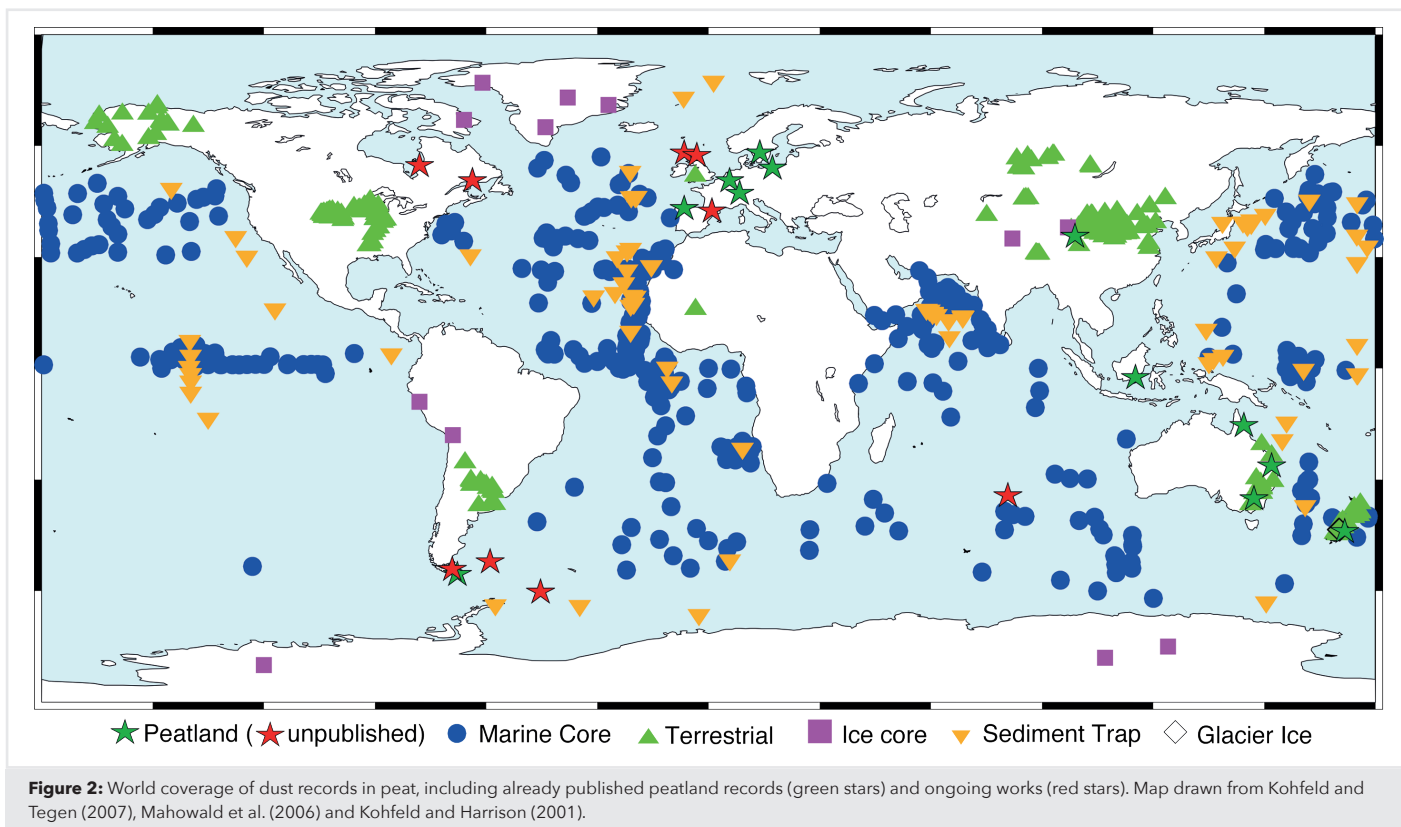 Peatland (unpublished) Marine Core Terrestrial Ice core Sediment Trap Glacier Ice
Figure 2: World coverage of dust records in peat, including already published peatland records (green stars) and ongoing works (red stars). Map drawn from Kohfeld and
Tegen (2007), Mahowald et al. (2006) and Kohfeld and Harrison (2001).